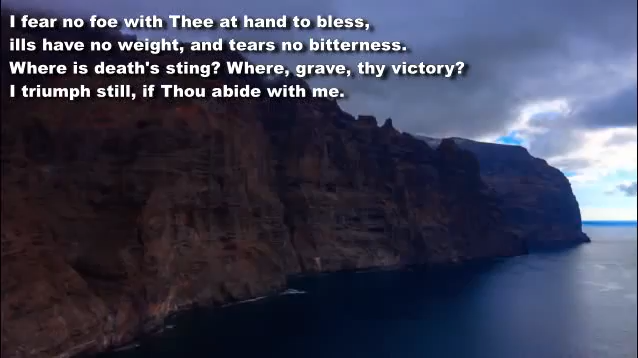 I fear no foe with Thee at hand to bless,
ills have no weight, and tears no bitterness.
Where is death's sting? Where, grave, thy victory?
I triumph still, if Thou abide with me.